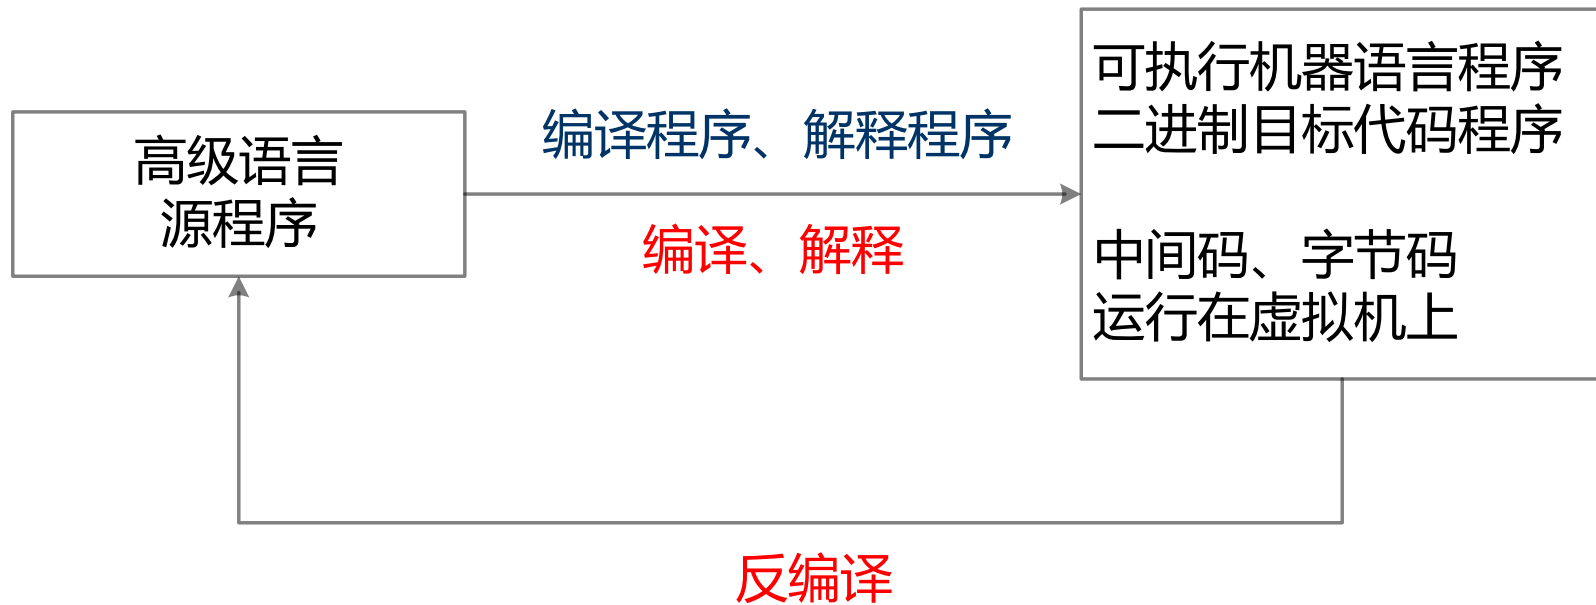 高级语言
源程序
编译程序、解释程序
编译、解释
可执行机器语言程序
二进制目标代码程序
中间码、字节码
运行在虚拟机上
反编译